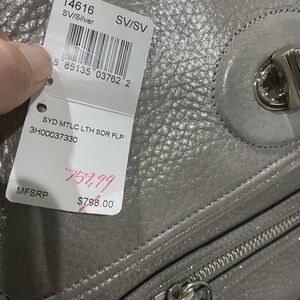 14616
SV/Silver
SV/SV
8 85135 03762 2
SYD MTLC LTH SDR FLP
3H00037330
759,99
MFSRP
$798.00